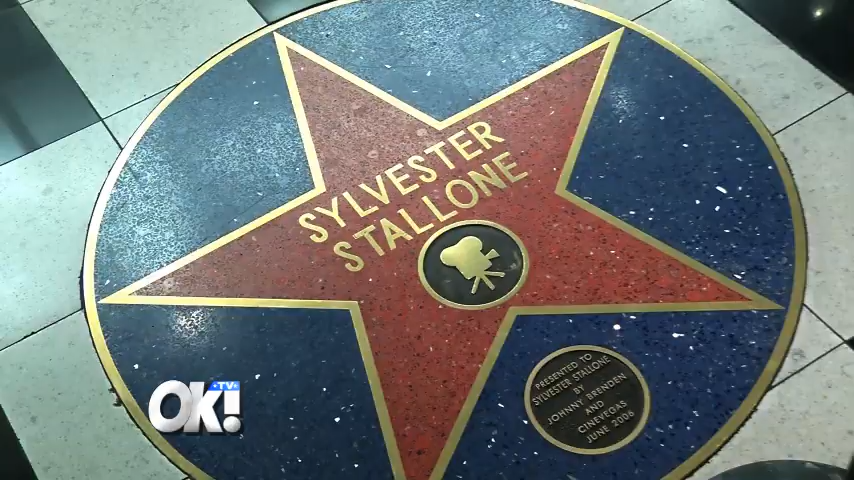 SYLVESTER
STALLONE
PRESENTED TO
SYLVESTER STALLONE
BY
JOHNNY BRENDEN
AND
CINEVEGAS
JUNE 2006
OK!
TV